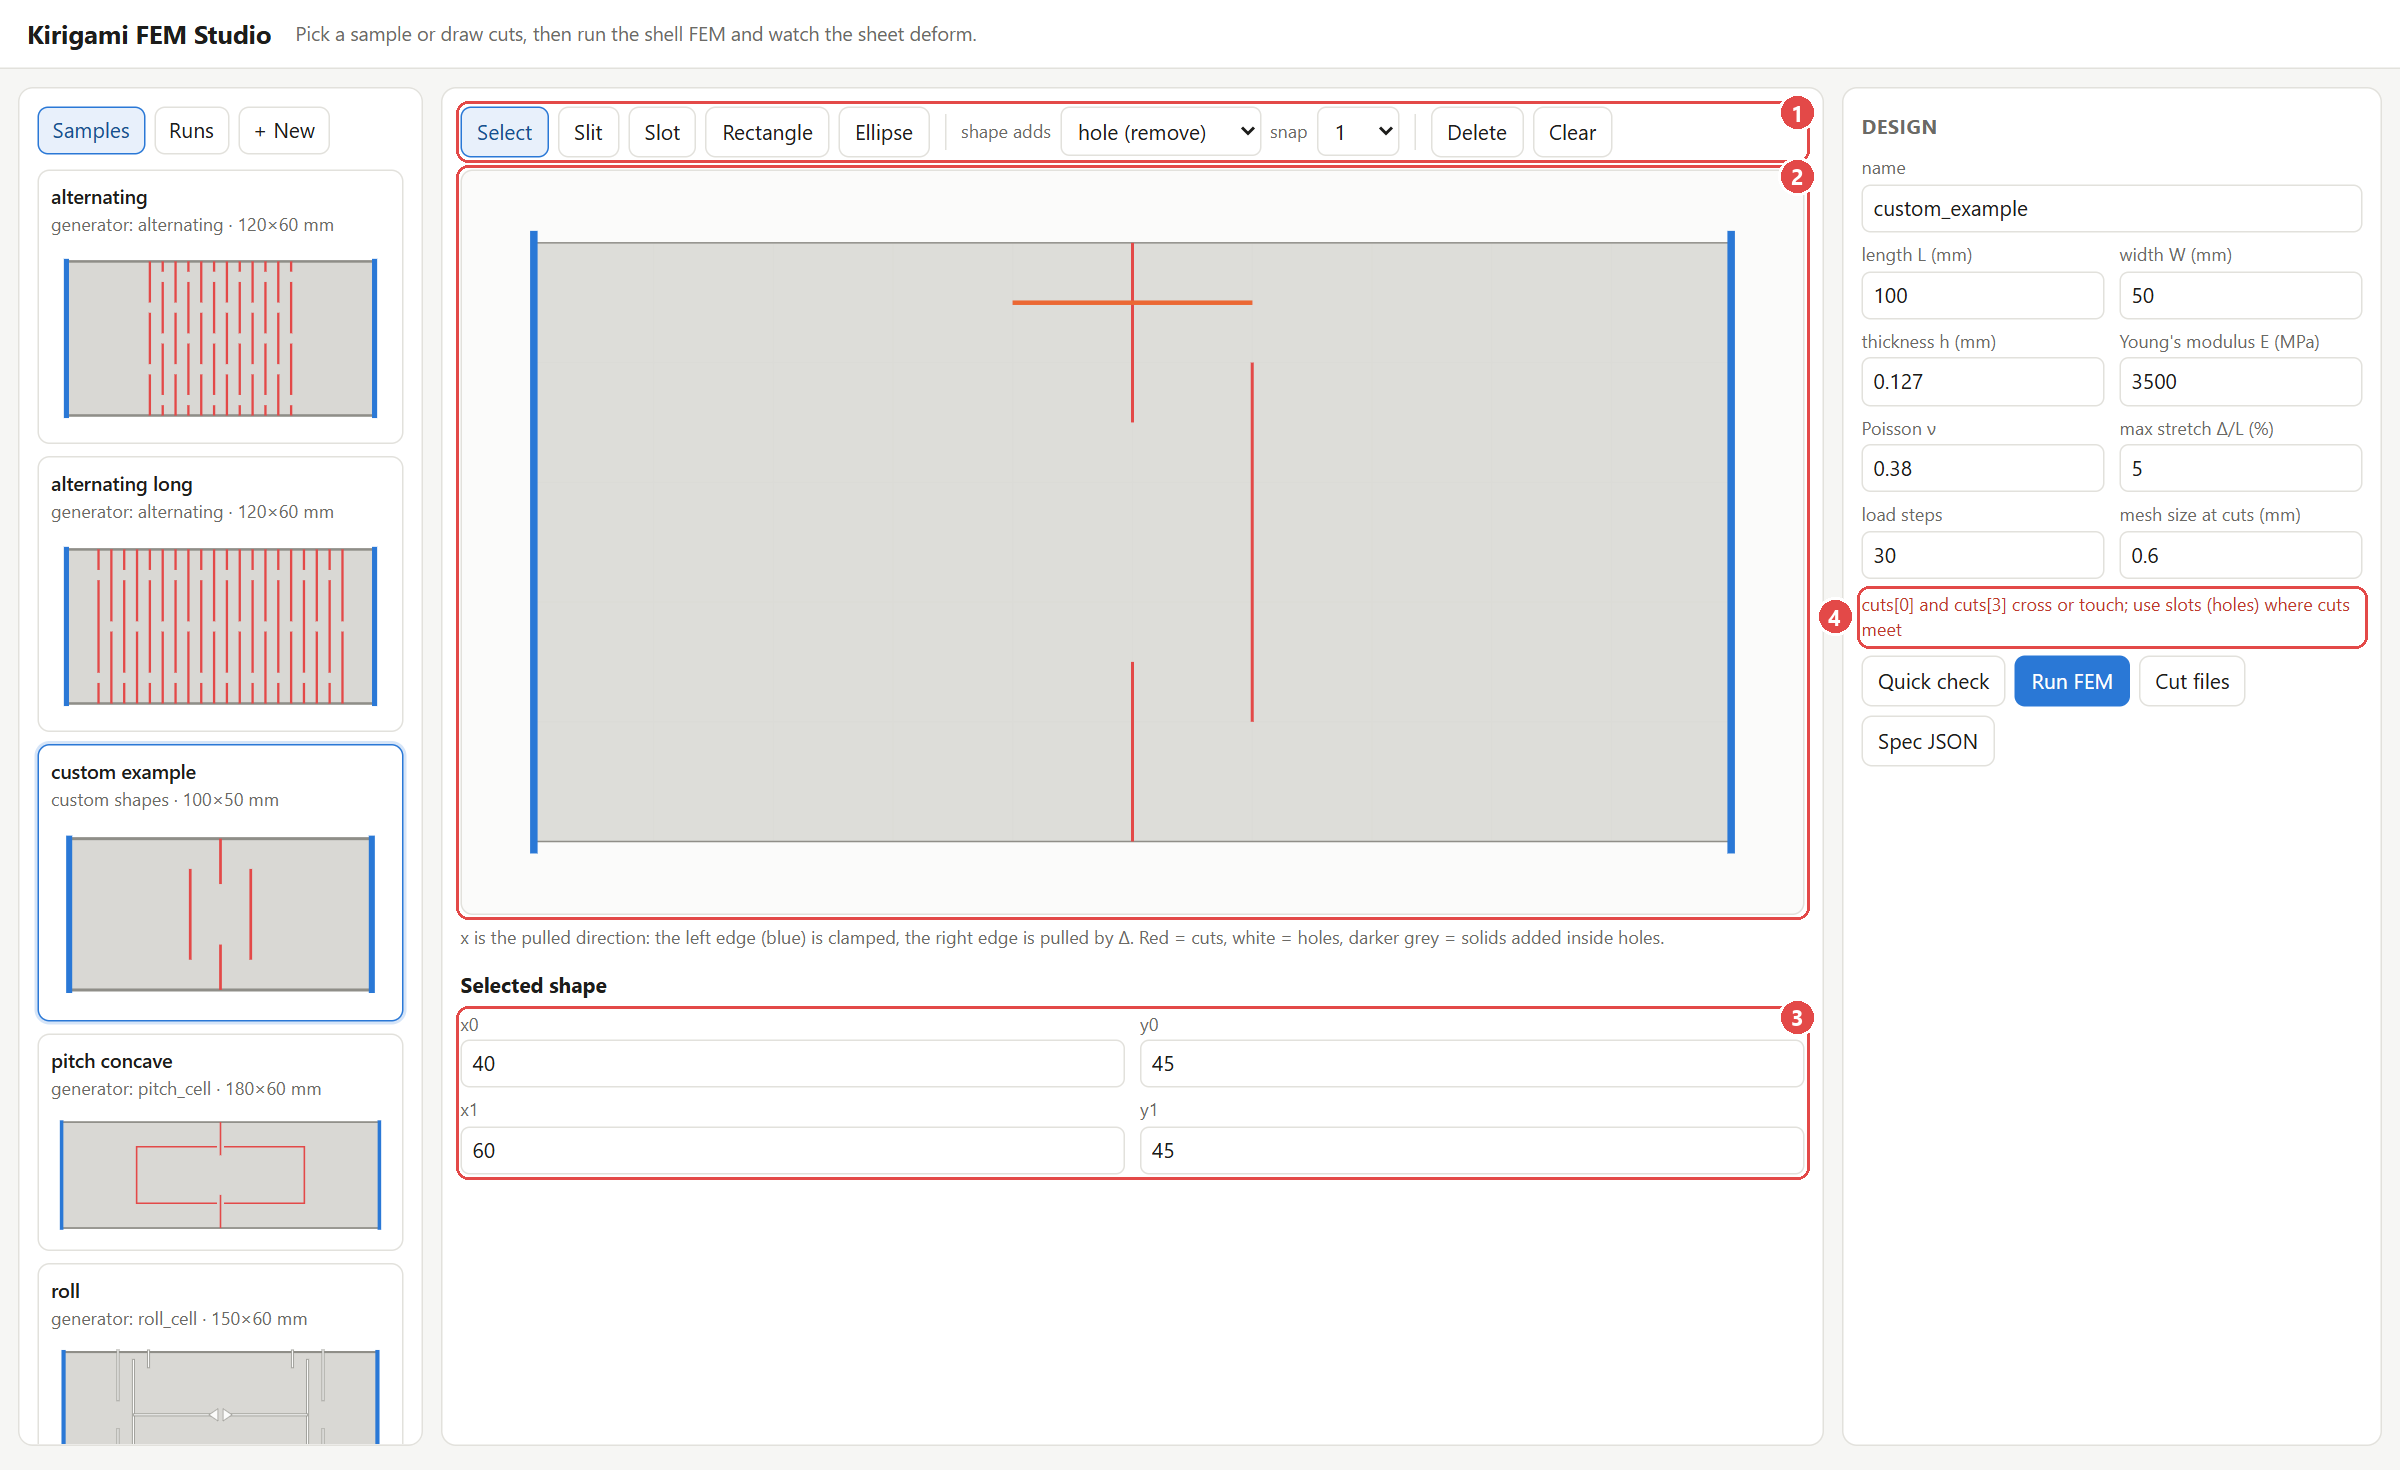 Kirigami FEM Studio
Pick a sample or draw cuts, then run the shell FEM and watch the sheet deform.
Samples
Runs
+ New
alternating
generator: alternating · 120×60 mm
alternating long
generator: alternating · 120×60 mm
custom example
custom shapes · 100×50 mm
pitch concave
generator: pitch_cell · 180×60 mm
roll
generator: roll_cell · 150×60 mm
Select
Slit
Slot
Rectangle
Ellipse
shape adds
hole (remove)
snap
1
Delete
Clear
1
2
x is the pulled direction: the left edge (blue) is clamped, the right edge is pulled by Δ. Red = cuts, white = holes, darker grey = solids added inside holes.
Selected shape
3
x0
y0
40
45
x1
y1
60
45
DESIGN
name
custom_example
length L (mm)
width W (mm)
100
50
thickness h (mm)
Young's modulus E (MPa)
0.127
3500
Poisson ν
max stretch Δ/L (%)
0.38
5
load steps
mesh size at cuts (mm)
30
0.6
4
cuts[0] and cuts[3] cross or touch; use slots (holes) where cuts
meet
Quick check
Run FEM
Cut files
Spec JSON